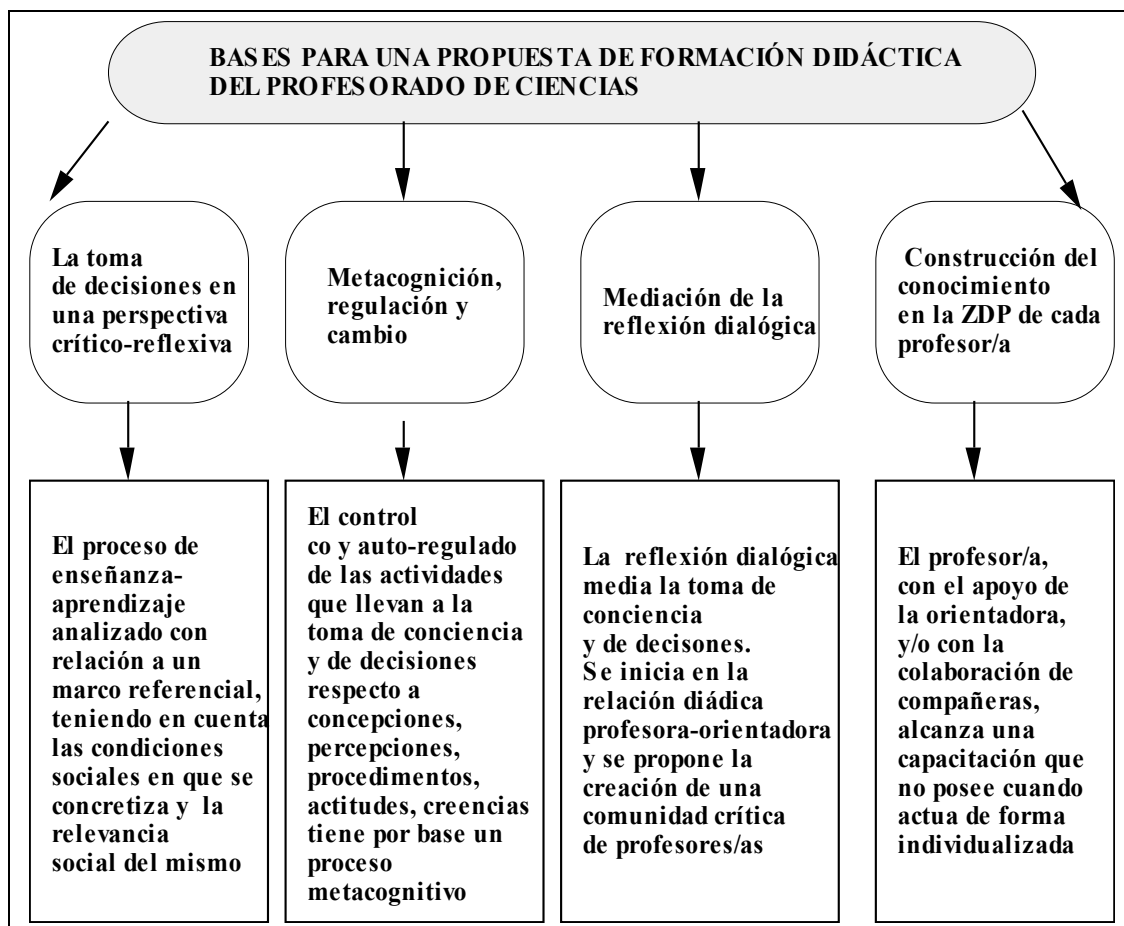 BASES PARA UNA PROPUESTA DE FORMACIÓN DIDÁCTICA
DEL PROFESORADO DE CIENCIAS
La toma
de decisiones en
una perspectiva
crítico-reflexiva
Metacognición,
regulación y
cambio
Mediación de la
reflexión dialógica
Construcción del
conocimiento
en la ZDP de cada
profesor/a
El proceso de
enseñanza-
aprendizaje
analizado con
relación a un
marco referencial,
teniendo en cuenta
las condiciones
sociales en que se
concretiza y la
relevancia
social del mismo
El control
co y auto-regulado
de las actividades
que llevan a la
toma de conciencia
y de decisiones
respecto a
concepciones,
percepciones,
procedimentos,
actitudes, creencias
tiene por base un
proceso
metacognitivo
La reflexión dialógica
media la toma de
conciencia
y de decisones.
Se inicia en la
relación diádica
profesora-orientadora
y se propone la
creación de una
comunidad crítica
de profesores/as
El profesor/a,
con el apoyo de
la orientadora,
y/o con la
colaboración de
compañeras,
alcanza una
capacitación que
no posee cuando
actua de forma
individualizada